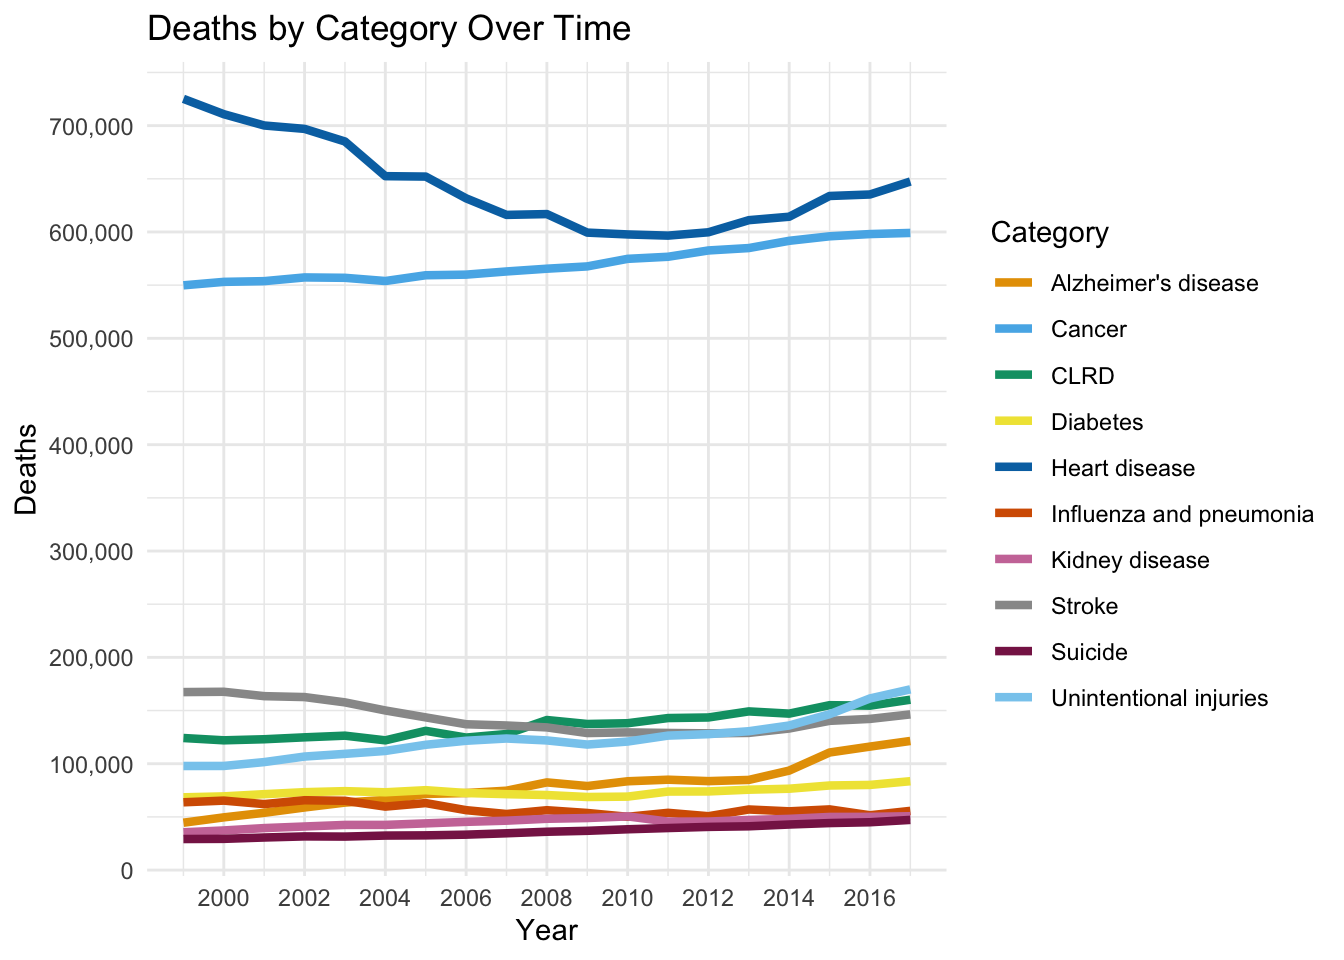 Deaths by Category Over Time
Deaths
700,000
600,000
500,000
400,000
300,000
200,000
100,000
0
2000 2002 2004 2006 2008 2010 2012 2014 2016
Year
Category
Alzheimer's disease
Cancer
CLRD
Diabetes
Heart disease
Influenza and pneumonia
Kidney disease
Stroke
Suicide
Unintentional injuries